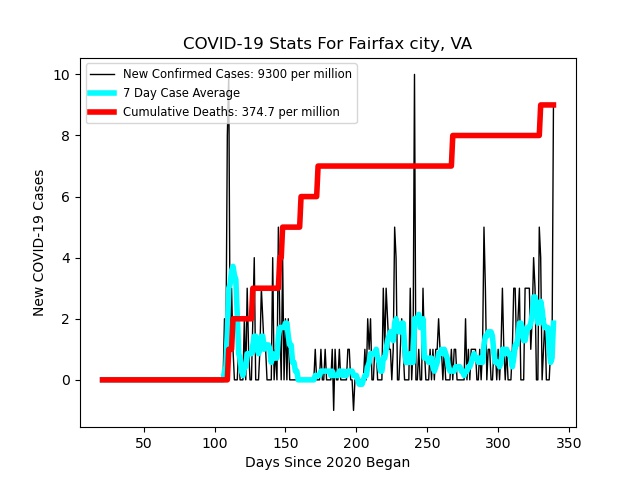 COVID-19 Stats For Fairfax city, VA
New Confirmed Cases: 9300 per million
7 Day Case Average
Cumulative Deaths: 374.7 per million
New COVID-19 Cases
10
8
6
4
2
0
50
100
150
200
250
300
350
Days Since 2020 Began